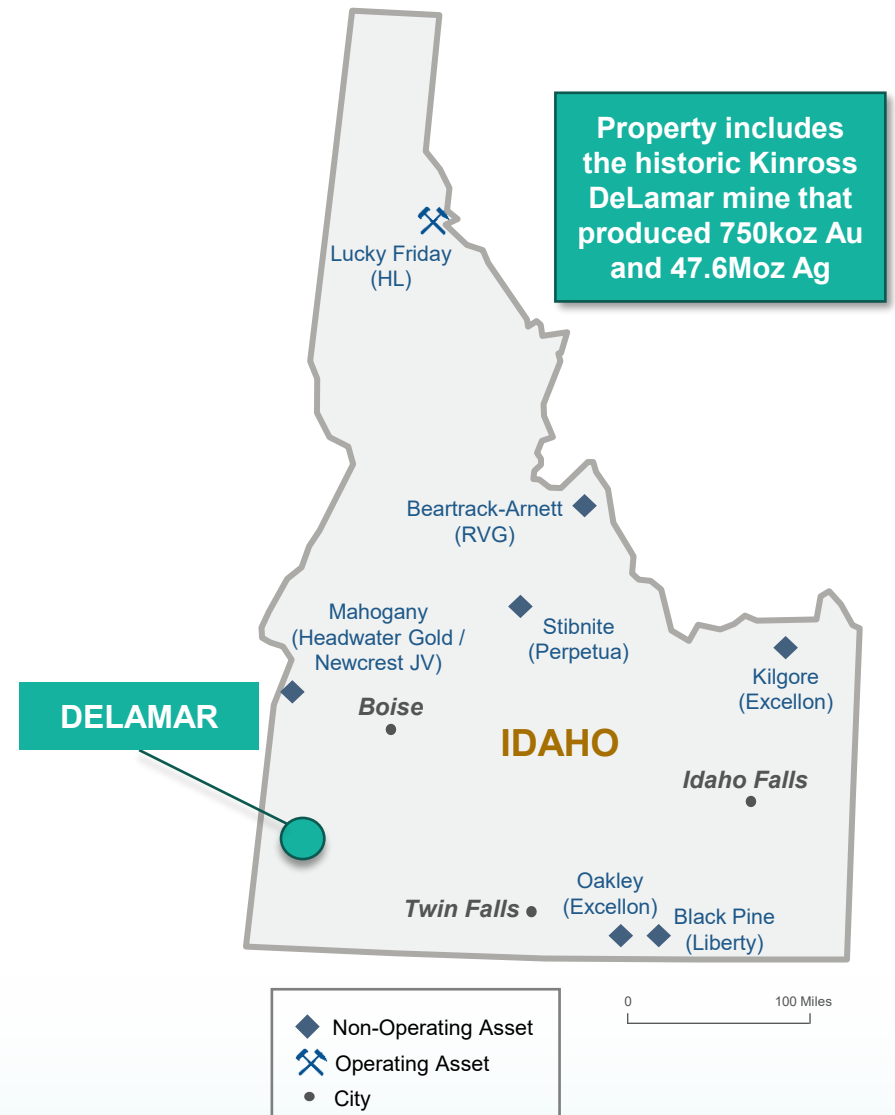 Property includes
the historic Kinross
DeLamar mine that
produced 750koz Au
and 47.6Moz Ag
Lucky Friday
(HL)
Beartrack-Arnett
(RVG)
Mahogany
(Headwater Gold /
Newcrest JV)
Stibnite
(Perpetua)
Kilgore
(Excellon)
DELAMAR
Boise
IDAHO
Idaho Falls
Twin Falls
Oakley
(Excellon)
Black Pine
(Liberty)
0 100 Miles
Non-Operating Asset
Operating Asset
City